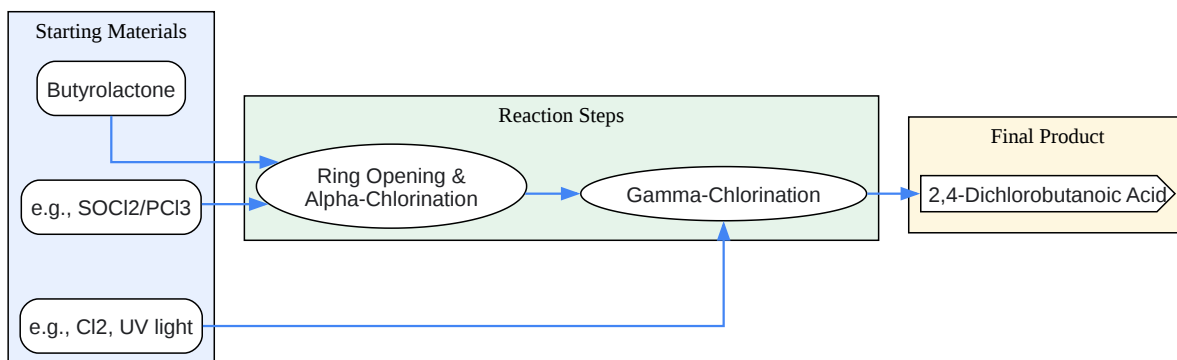 Starting Materials
Butyrolactone
e.g., SOCl2/PCl3
e.g., Cl2, UV light
Reaction Steps
Ring Opening &
Alpha-Chlorination
Gamma-Chlorination
Final Product
2,4-Dichlorobutanoic Acid